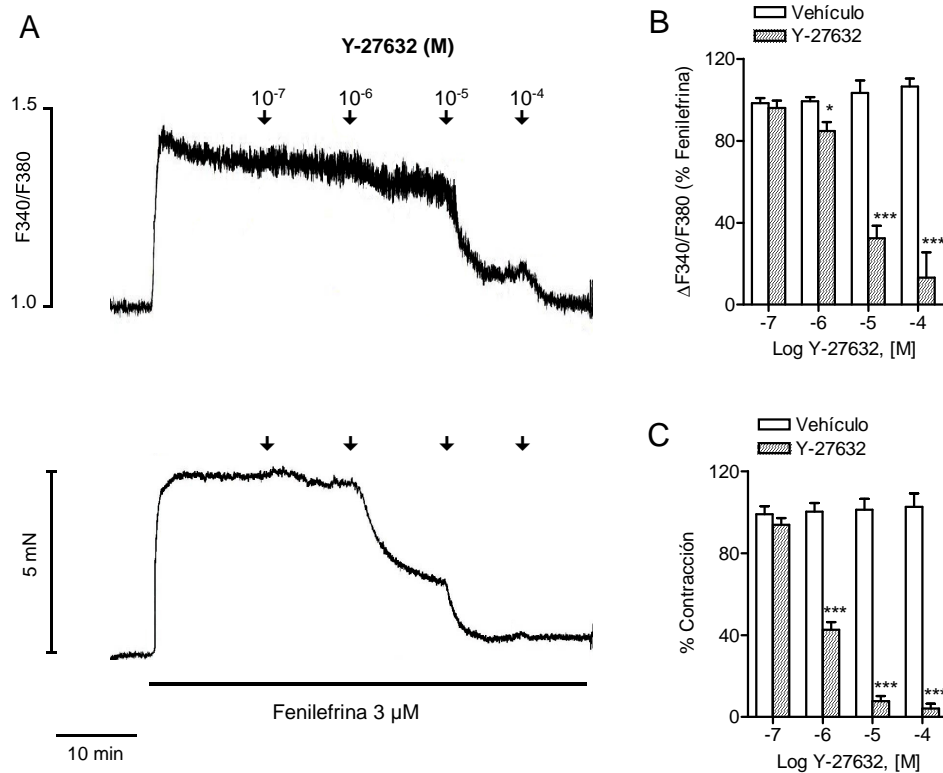 A
Y-27632 (M)
10-7 10-6 10-5 10-4
1.5
F340/F380
1.0
5 mN
Fenilefrina 3 µM
10 min
B
Vehículo
Y-27632
120
80
40
0
ΔF340/F380 (% Fenilefrina)
*
***
***
-7 -6 -5 -4
Log Y-27632, [M]
C
Vehículo
Y-27632
120
80
40
0
% Contracción
***
***
***
-7 -6 -5 -4
Log Y-27632, [M]